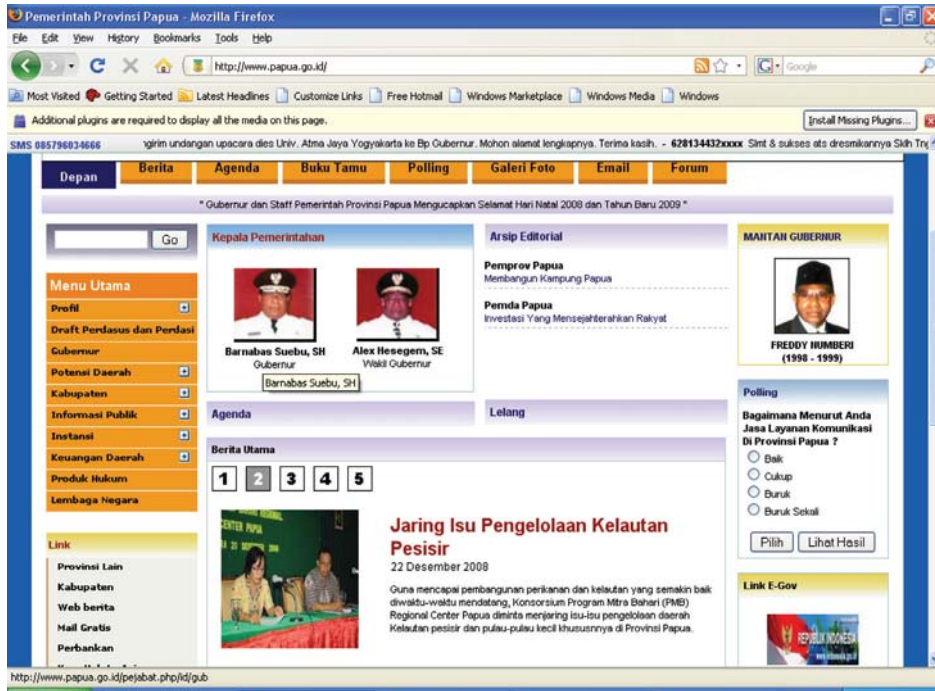 Pemerintah Provinsi Papua - Mozilla Firefox
File Edit View History Bookmarks Tools Help
http://www.papua.go.id/
Google
Most Visited Getting Started Latest Headlines Customize Links Free Hotmail Windows Marketplace Windows Media Windows
Additional plugins are required to display all the media on this page.
Install Missing Plugins...
SMS 085796034666
ngirim undangan upacara dies Univ. Atma Jaya Yogyakarta ke Bp Gubernur. Mohon alamat lengkapnya. Terima kasih. - 628134432xxxx Slmt & sukses ats dresmikannya Sklh Tng
Depan Berita Agenda Buku Tamu Polling Galeri Foto Email Forum
" Gubernur dan Staff Pemerintah Provinsi Papua Mengucapkan Selamat Hari Natal 2008 dan Tahun Baru 2009 "
Go
Menu Utama
Profil
Draft Perdasus dan Perdasi
Gubernur
Potensi Daerah
Kabupaten
Informasi Publik
Instansi
Keuangan Daerah
Produk Hukum
Lembaga Negara
Link
Provinsi Lain
Kabupaten
Web berita
Mail Gratis
Perbankan
Kepala Pemerintahan
Barnabas Suebu, SH
Gubernur
Barnabas Suebu, SH
Alex Hesegem, SE
Wakil Gubernur
Arsip Editorial
Pemprov Papua
Membangun Kampung Papua
Pemda Papua
Investasi Yang Mensejahterahkan Rakyat
Agenda
Lelang
Berita Utama
1 2 3 4 5
CENTER PAPUA
Jaring Isu Pengelolaan Kelautan
Pesisir
22 Desember 2008
Guna mencapai pembangunan perikanan dan kelautan yang semakin baik
diwaktu-waktu mendatang, Konsorsium Program Mitra Bahari (PMB)
Regional Center Papua diminta menjaring isu-isu pengelolaan daerah
Kelautan pesisir dan pulau-pulau kecil khususnnya di Provinsi Papua.
MANTAN GUBERNUR
FREDDY NUMBERI
(1998 - 1999)
Polling
Bagaimana Menurut Anda
Jasa Layanan Komunikasi
Di Provinsi Papua ?
Baik
Cukup
Buruk
Buruk Sekali
Pilih Lihat Hasil
Link E-Gov
REPUBLIK INDONESIA
http://www.papua.go.id/pejabat.php/id/gub